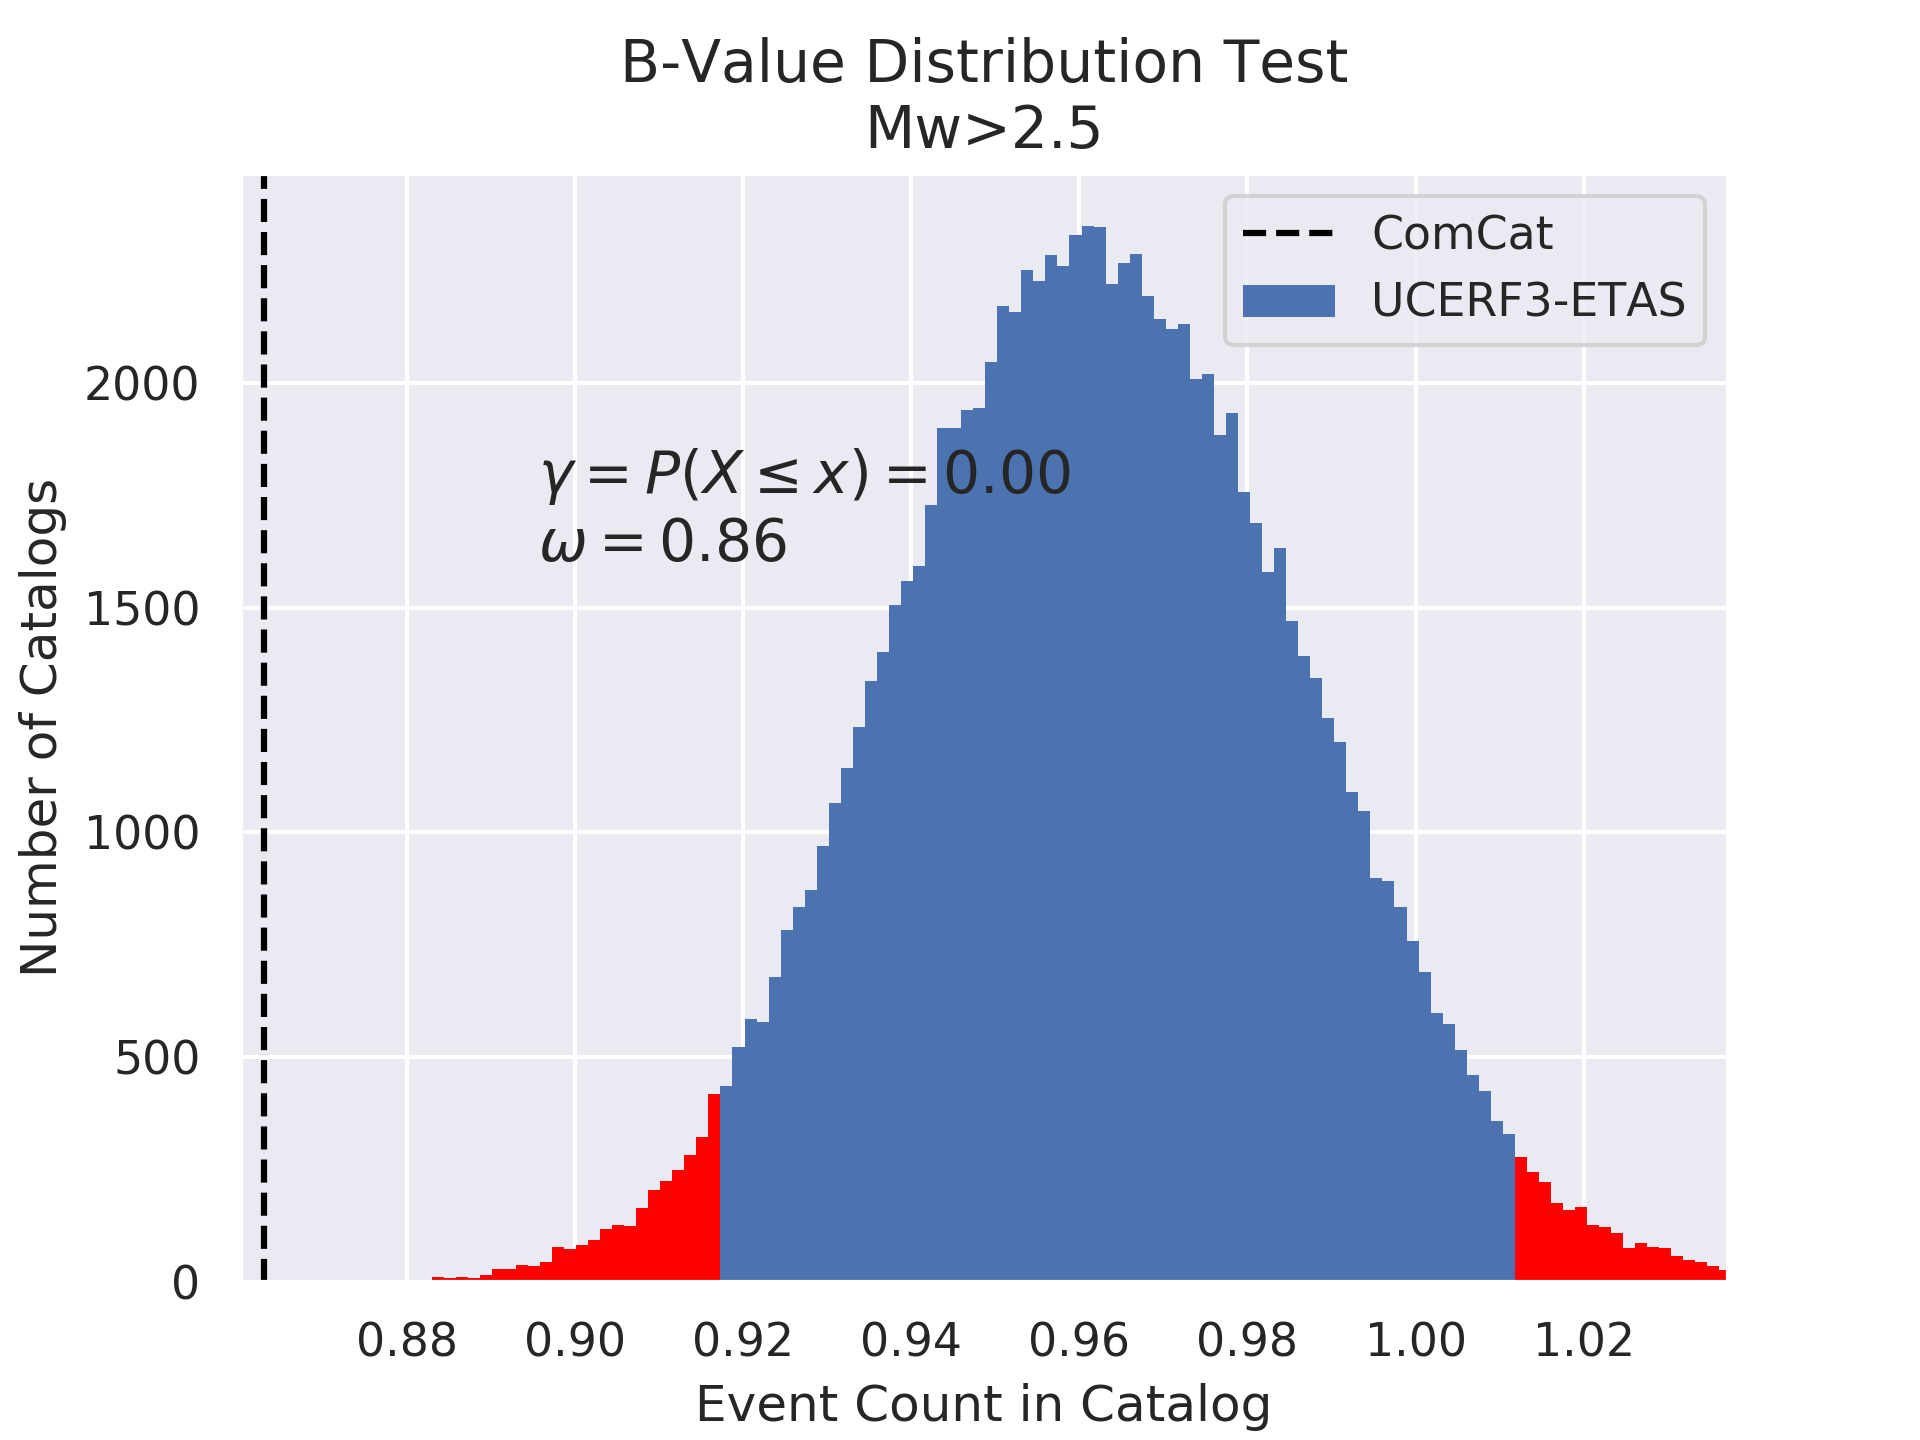 B-Value Distribution Test
Mw>2.5
ComCat
UCERF3-ETAS
γ = P(X ≤ x) = 0.00
ω = 0.86
Number of Catalogs
2000
1500
1000
500
0
0.88 0.90 0.92 0.94 0.96 0.98 1.00 1.02
Event Count in Catalog